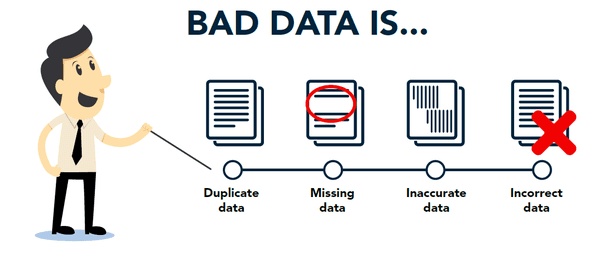 BAD DATA IS...
Duplicate
data
Missing
data
Inaccurate
data
Incorrect
data